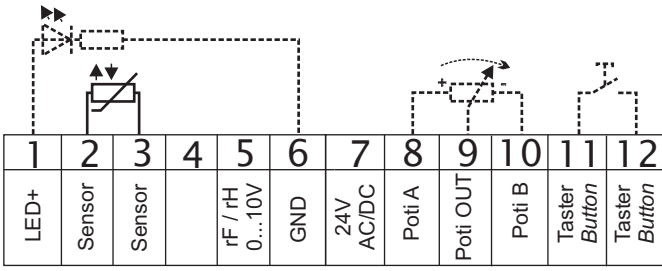 + -
1 2 3 4 5 6 7 8 9 10 11 12
LED+
Sensor
Sensor
rF / rH
0...10V
GND
24V
AC/DC
Poti A
Poti OUT
Poti B
Taster
Button
Taster
Button